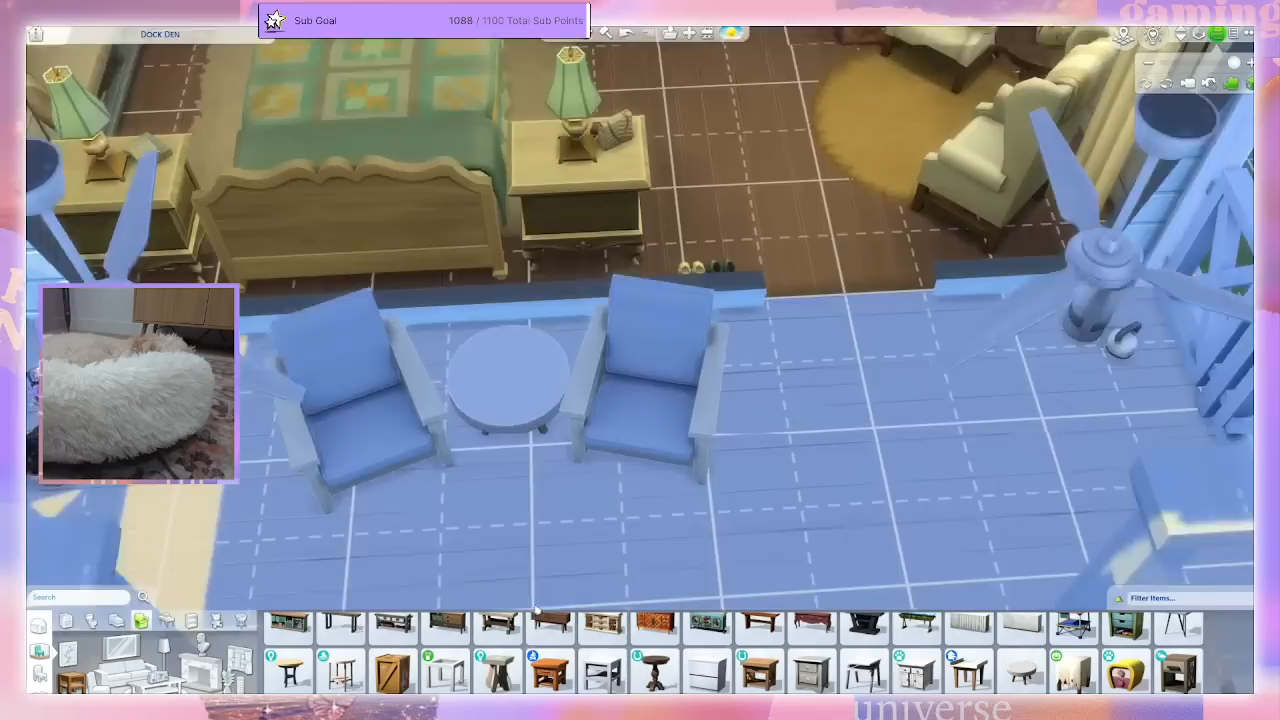 gaming
Sub Goal 1088 / 1100 Total Sub Points
DOCK DEN
Search
Filter Items...
universe